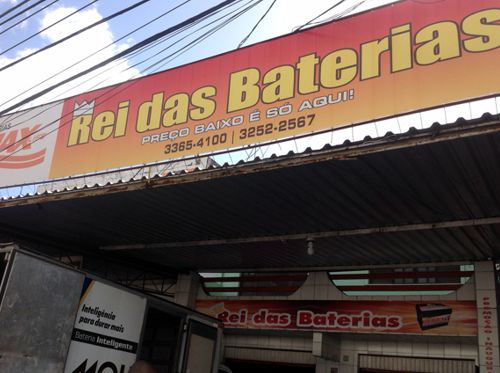 Rei das Baterias
PREÇO BAIXO É SÓ AQUI!
3365-4100 | 3252-2567
Rei das Baterias
Inteligência
para durar mais
Bateria Inteligente